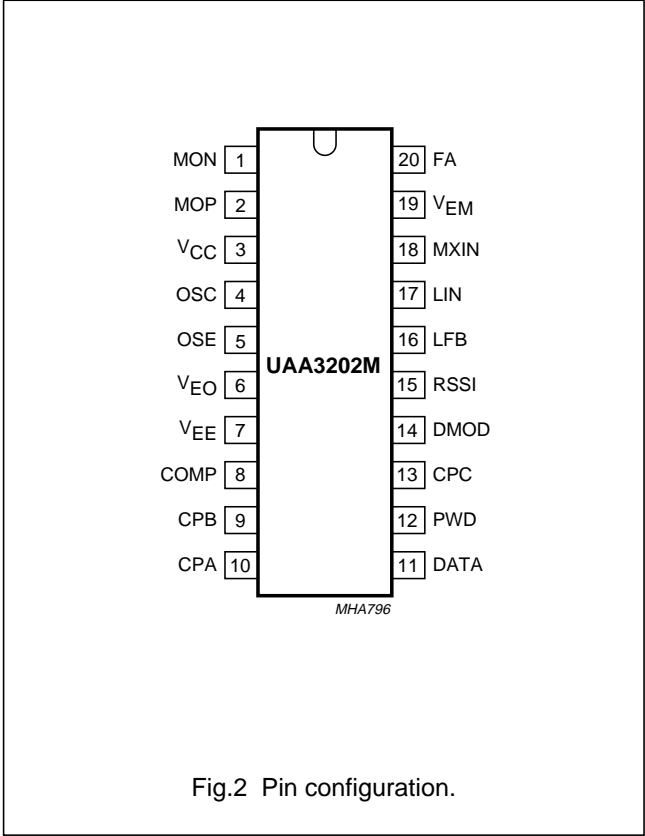 MON 1
MOP 2
VCC 3
OSC 4
OSE 5
VEO 6
VEE 7
COMP 8
CPB 9
CPA 10
UAA3202M
20 FA
19 VEM
18 MXIN
17 LIN
16 LFB
15 RSSI
14 DMOD
13 CPC
12 PWD
11 DATA
MHA796
Fig.2 Pin configuration.